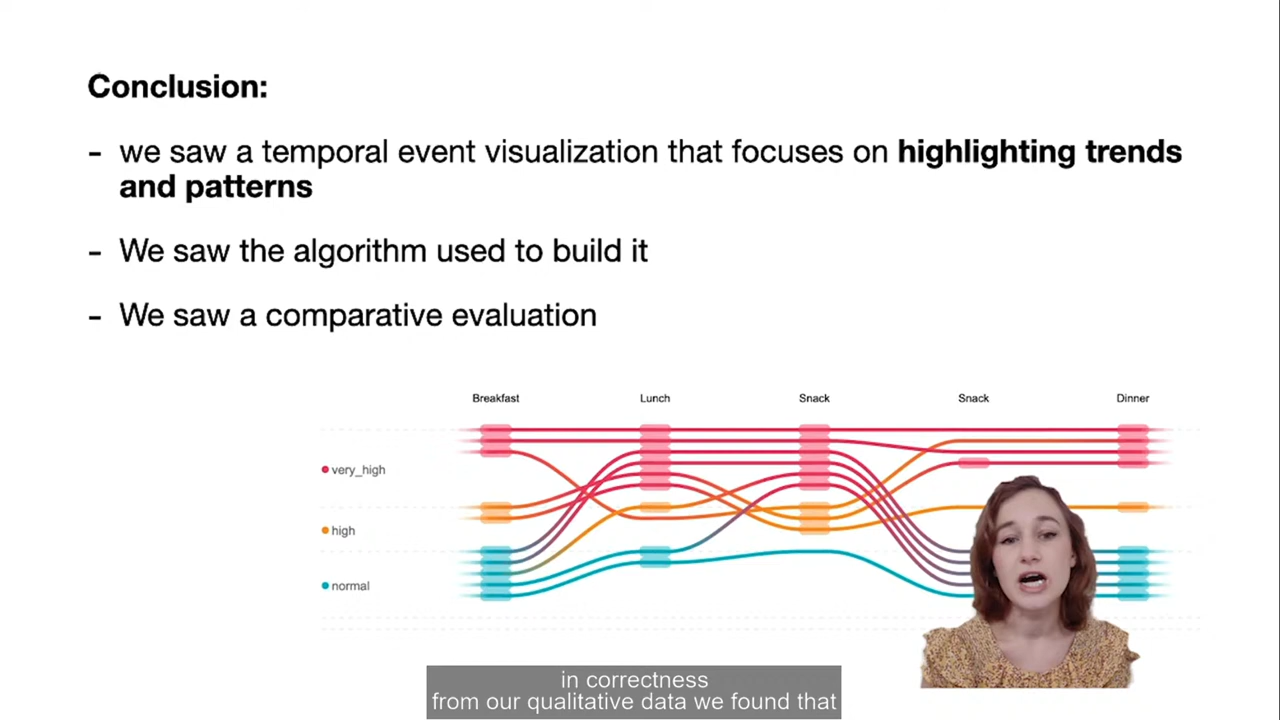 Conclusion:
- we saw a temporal event visualization that focuses on highlighting trends
and patterns
- We saw the algorithm used to build it
- We saw a comparative evaluation
Breakfast Lunch Snack Snack Dinner
very_high
high
normal
in correctness
from our qualitative data we found that